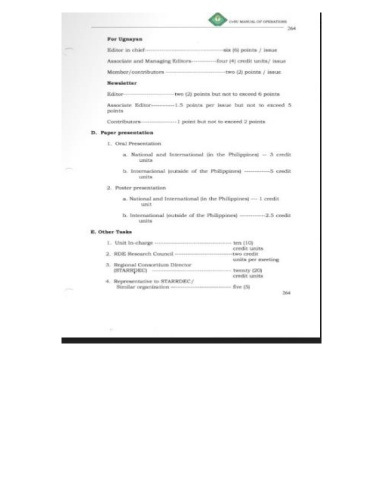 CvSU MANUAL OF OPERATIONS
264
For Ugnayan
Editor in chief------------------------six (6) points / issue
Associate and Managing Editors---------four (4) credit units/ issue
Member/contributors ------------------two (2) points / issue
Newsletter
Editor----------------two (2) points but not to exceed 6 points
Associate Editor----------1.5 points per issue but not to exceed 5
points
Contributors-------------1 point but not to exceed 2 points
D. Paper presentation
1. Oral Presentation
a. National and International (in the Philippines) -- 3 credit
units
b. International (outside of the Philippines) ------------5 credit
units
2. Poster presentation
a. National and International (in the Philippines) --- 1 credit
unit
b. International (outside of the Philippines) ------------2.5 credit
units
E. Other Tasks
1. Unit in-charge -------------------------- ten (10)
credit units
2. RDE Research Council --------------------two credit
units per meeting
3. Regional Consortium Director
(STARRDEC) -------------------------- twenty (20)
credit units
4. Representative to STARRDEC/
Similar organization -------------------- five (5)
264